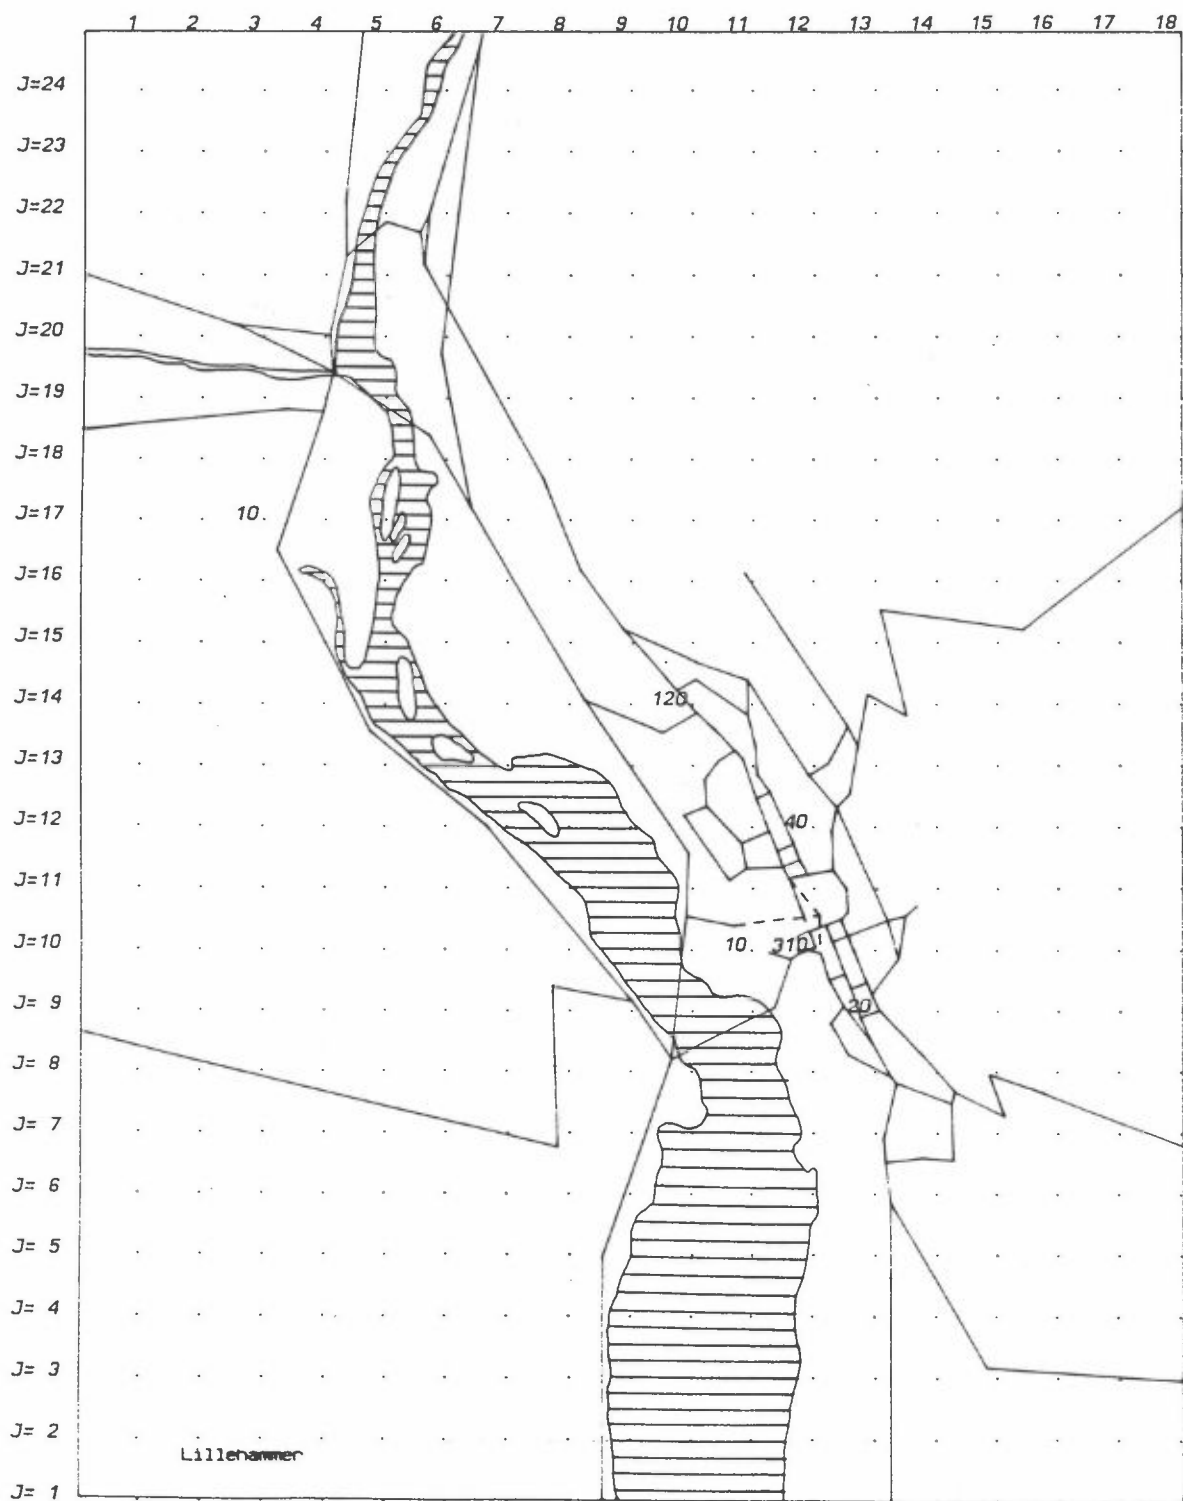 1 2 3 4 5 6 7 8 9 10 11 12 13 15 16 17 18
J=24
J=23
J=22
J=21
J=20
J=19
J=18
10. J=17
J=16
J=15
120. J=14
J=13
40 J=12
J=11
10. 310. J=10
20 J= 9
J= 8
J= 7
J= 6
J= 5
J= 4
J= 3
J= 2
Lillehammer
J= 1